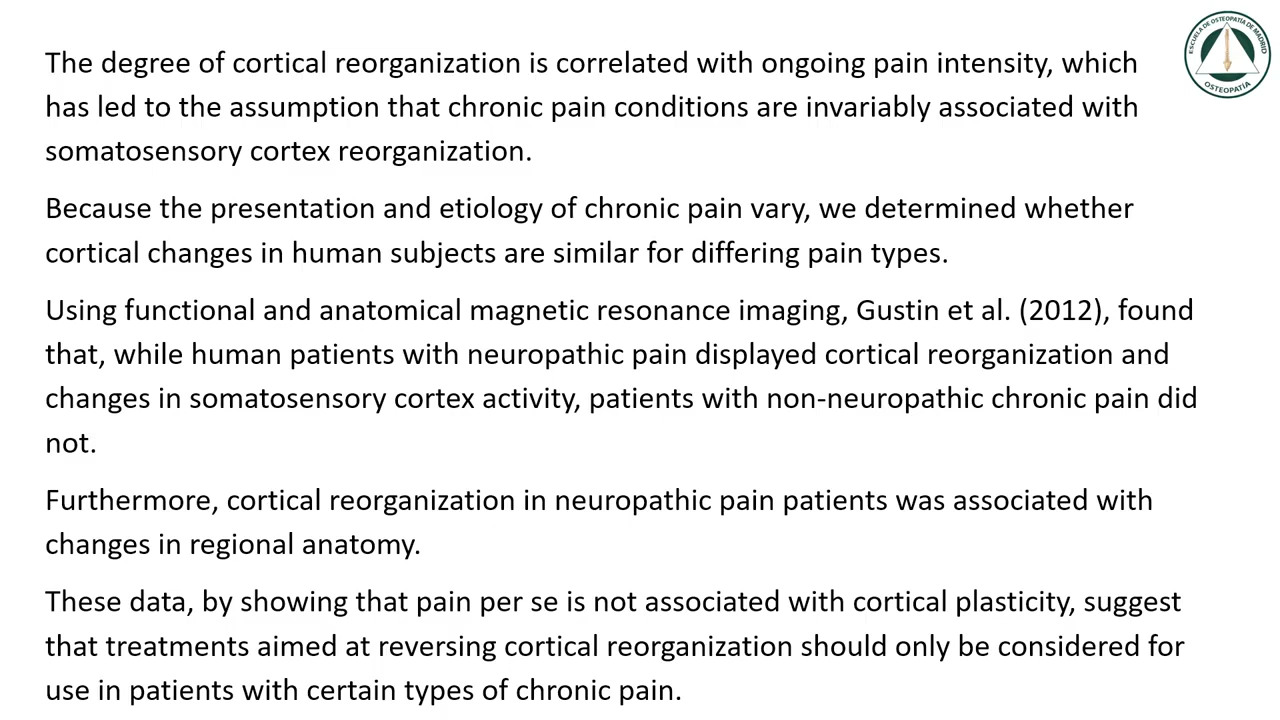 The degree of cortical reorganization is correlated with ongoing pain intensity, which
has led to the assumption that chronic pain conditions are invariably associated with
somatosensory cortex reorganization.
Because the presentation and etiology of chronic pain vary, we determined whether
cortical changes in human subjects are similar for differing pain types.
Using functional and anatomical magnetic resonance imaging, Gustin et al. (2012), found
that, while human patients with neuropathic pain displayed cortical reorganization and
changes in somatosensory cortex activity, patients with non-neuropathic chronic pain did
not.
Furthermore, cortical reorganization in neuropathic pain patients was associated with
changes in regional anatomy.
These data, by showing that pain per se is not associated with cortical plasticity, suggest
that treatments aimed at reversing cortical reorganization should only be considered for
use in patients with certain types of chronic pain.
ESCUELA DE OSTEOPATÍA DE MADRID
OSTEOPATÍA